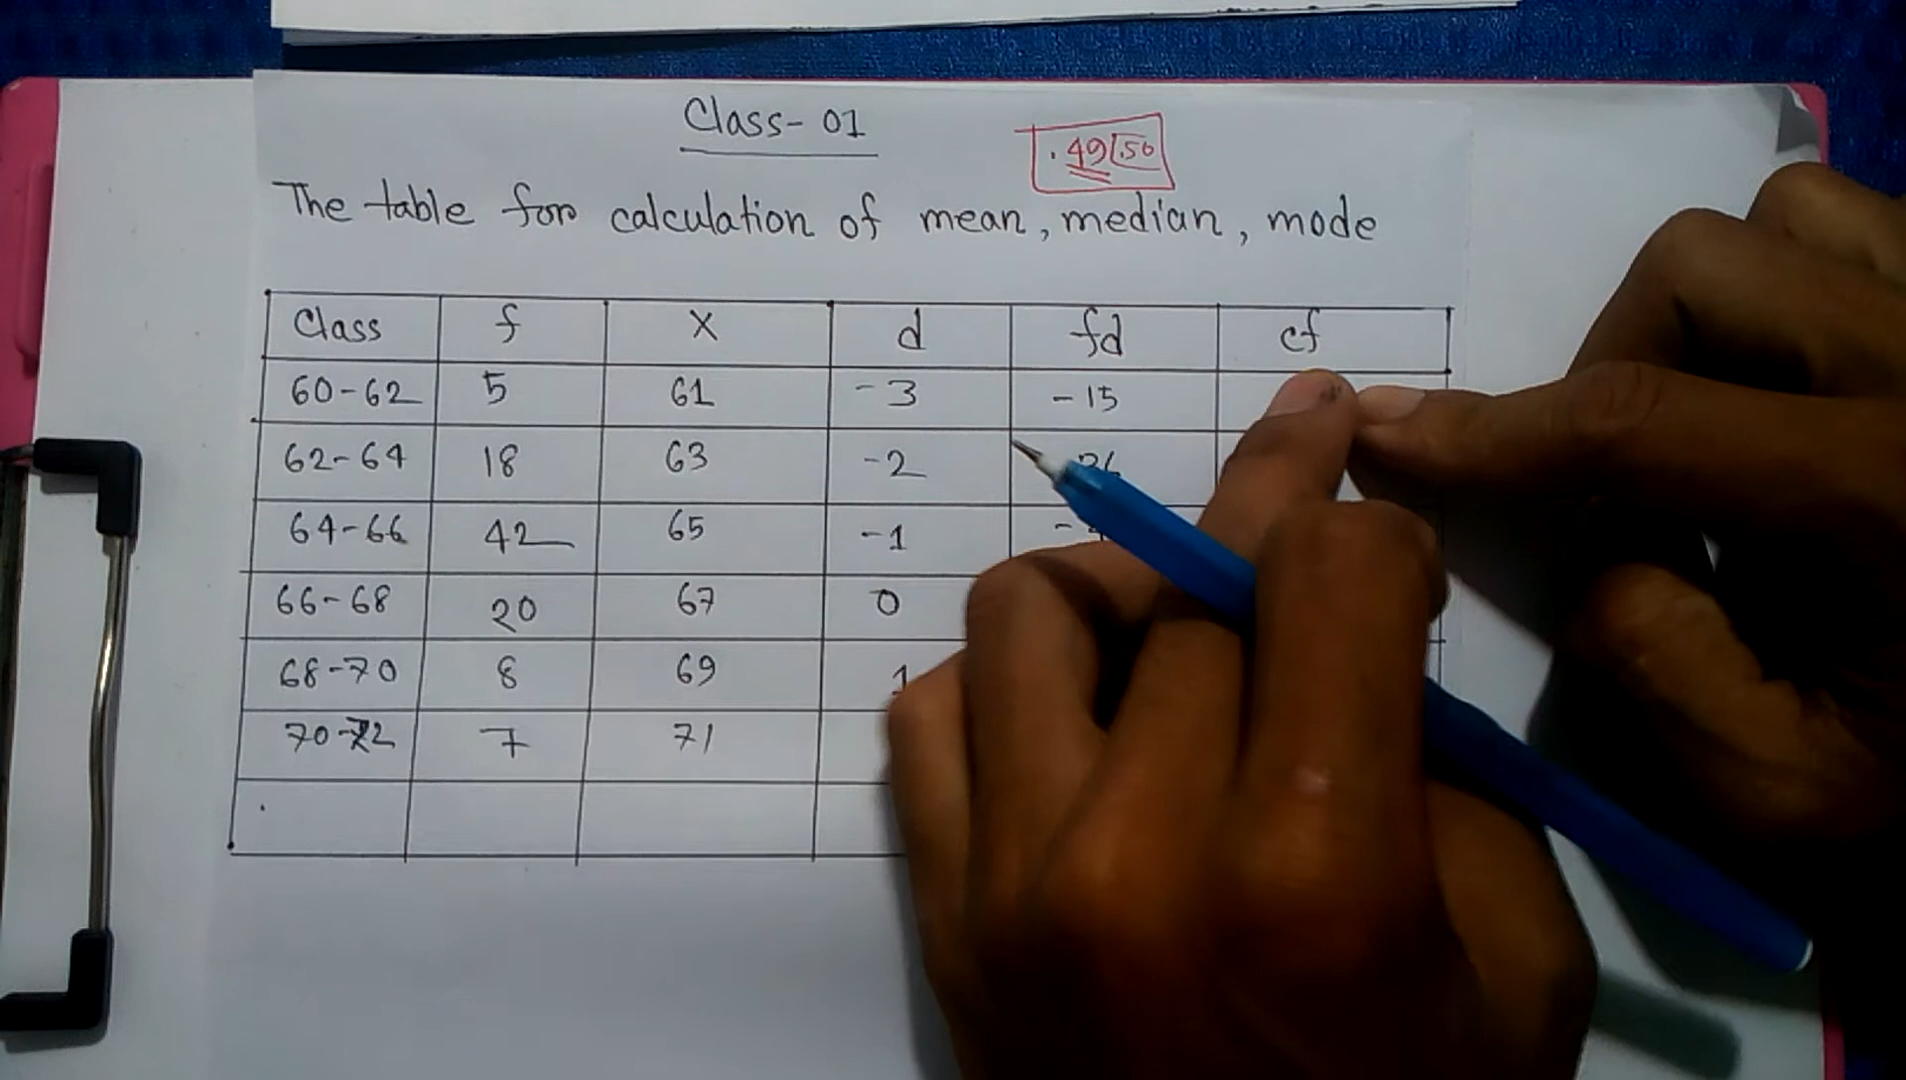 Class-01
.49/.50
The table for calculation of mean, median, mode
Class f X d fd cf
60-62 5 61 -3 -15
62-64 18 63 -2
64-66 42 65 -1
66-68 20 67 0
68-70 8 69 1
70-72 7 71